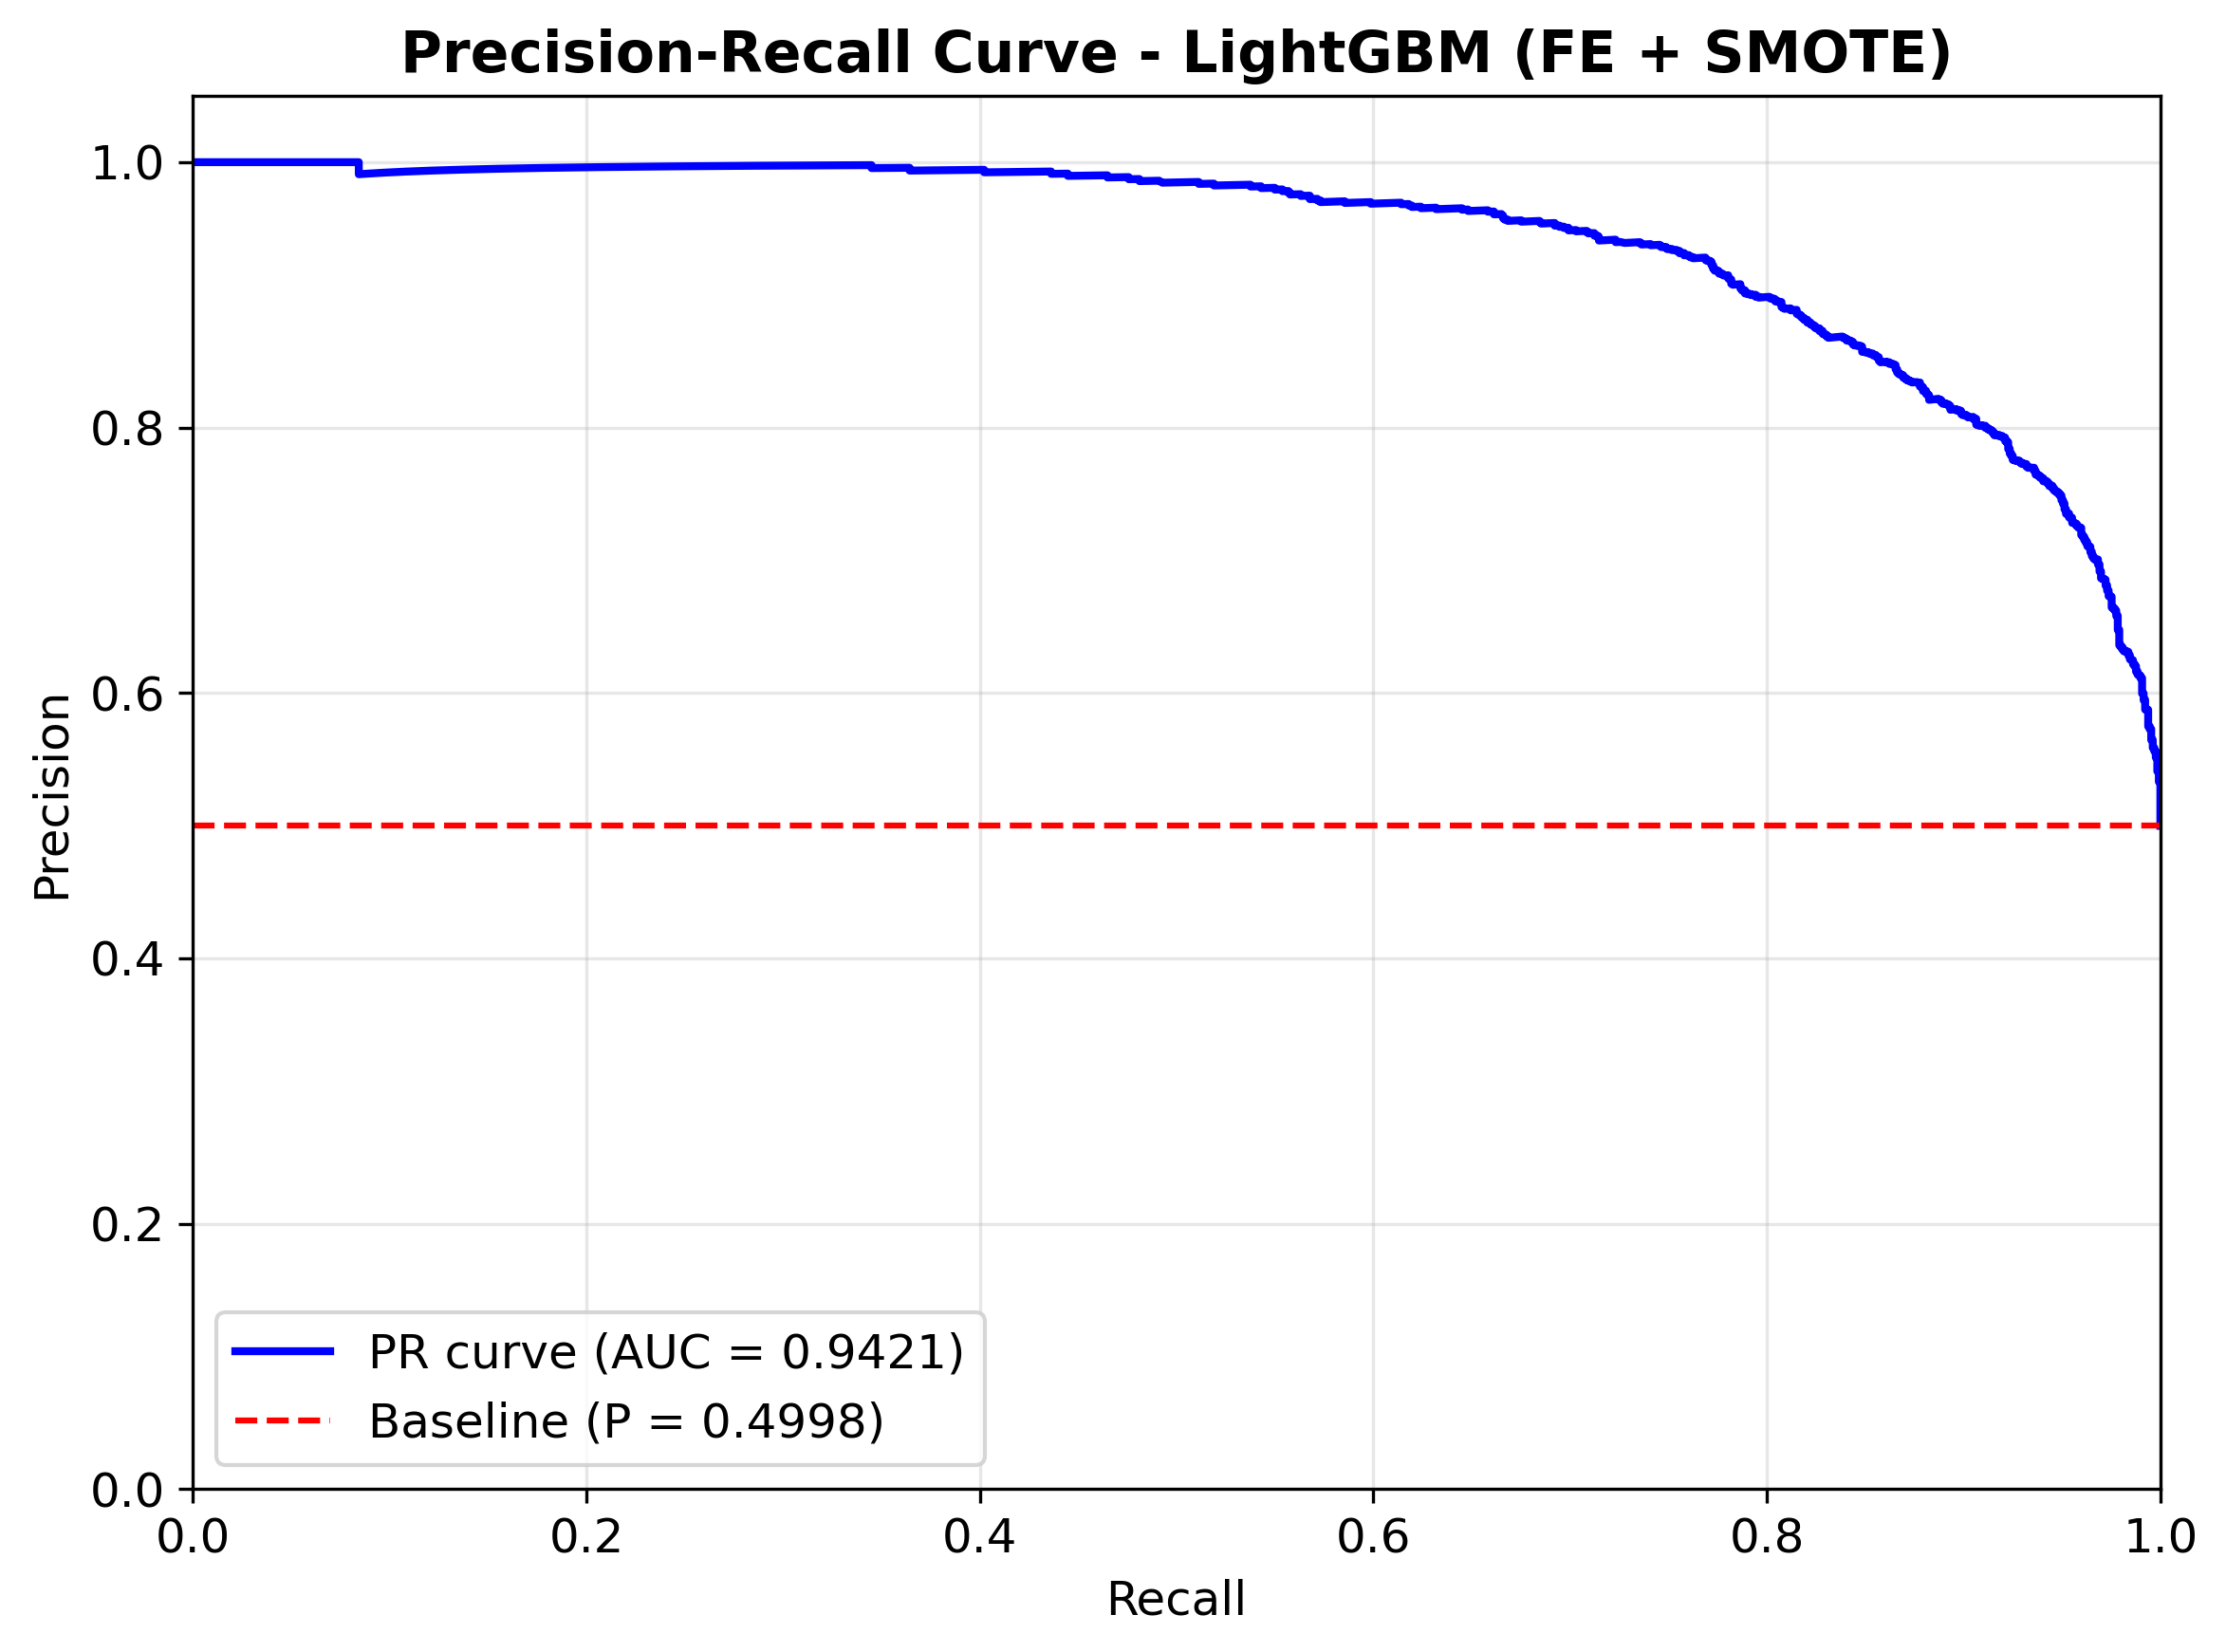 Precision-Recall Curve - LightGBM (FE + SMOTE)
1.0
0.8
0.6
0.4
0.2
0.0
Precision
PR curve (AUC = 0.9421)
Baseline (P = 0.4998)
0.0 0.2 0.4 0.6 0.8 1.0
Recall